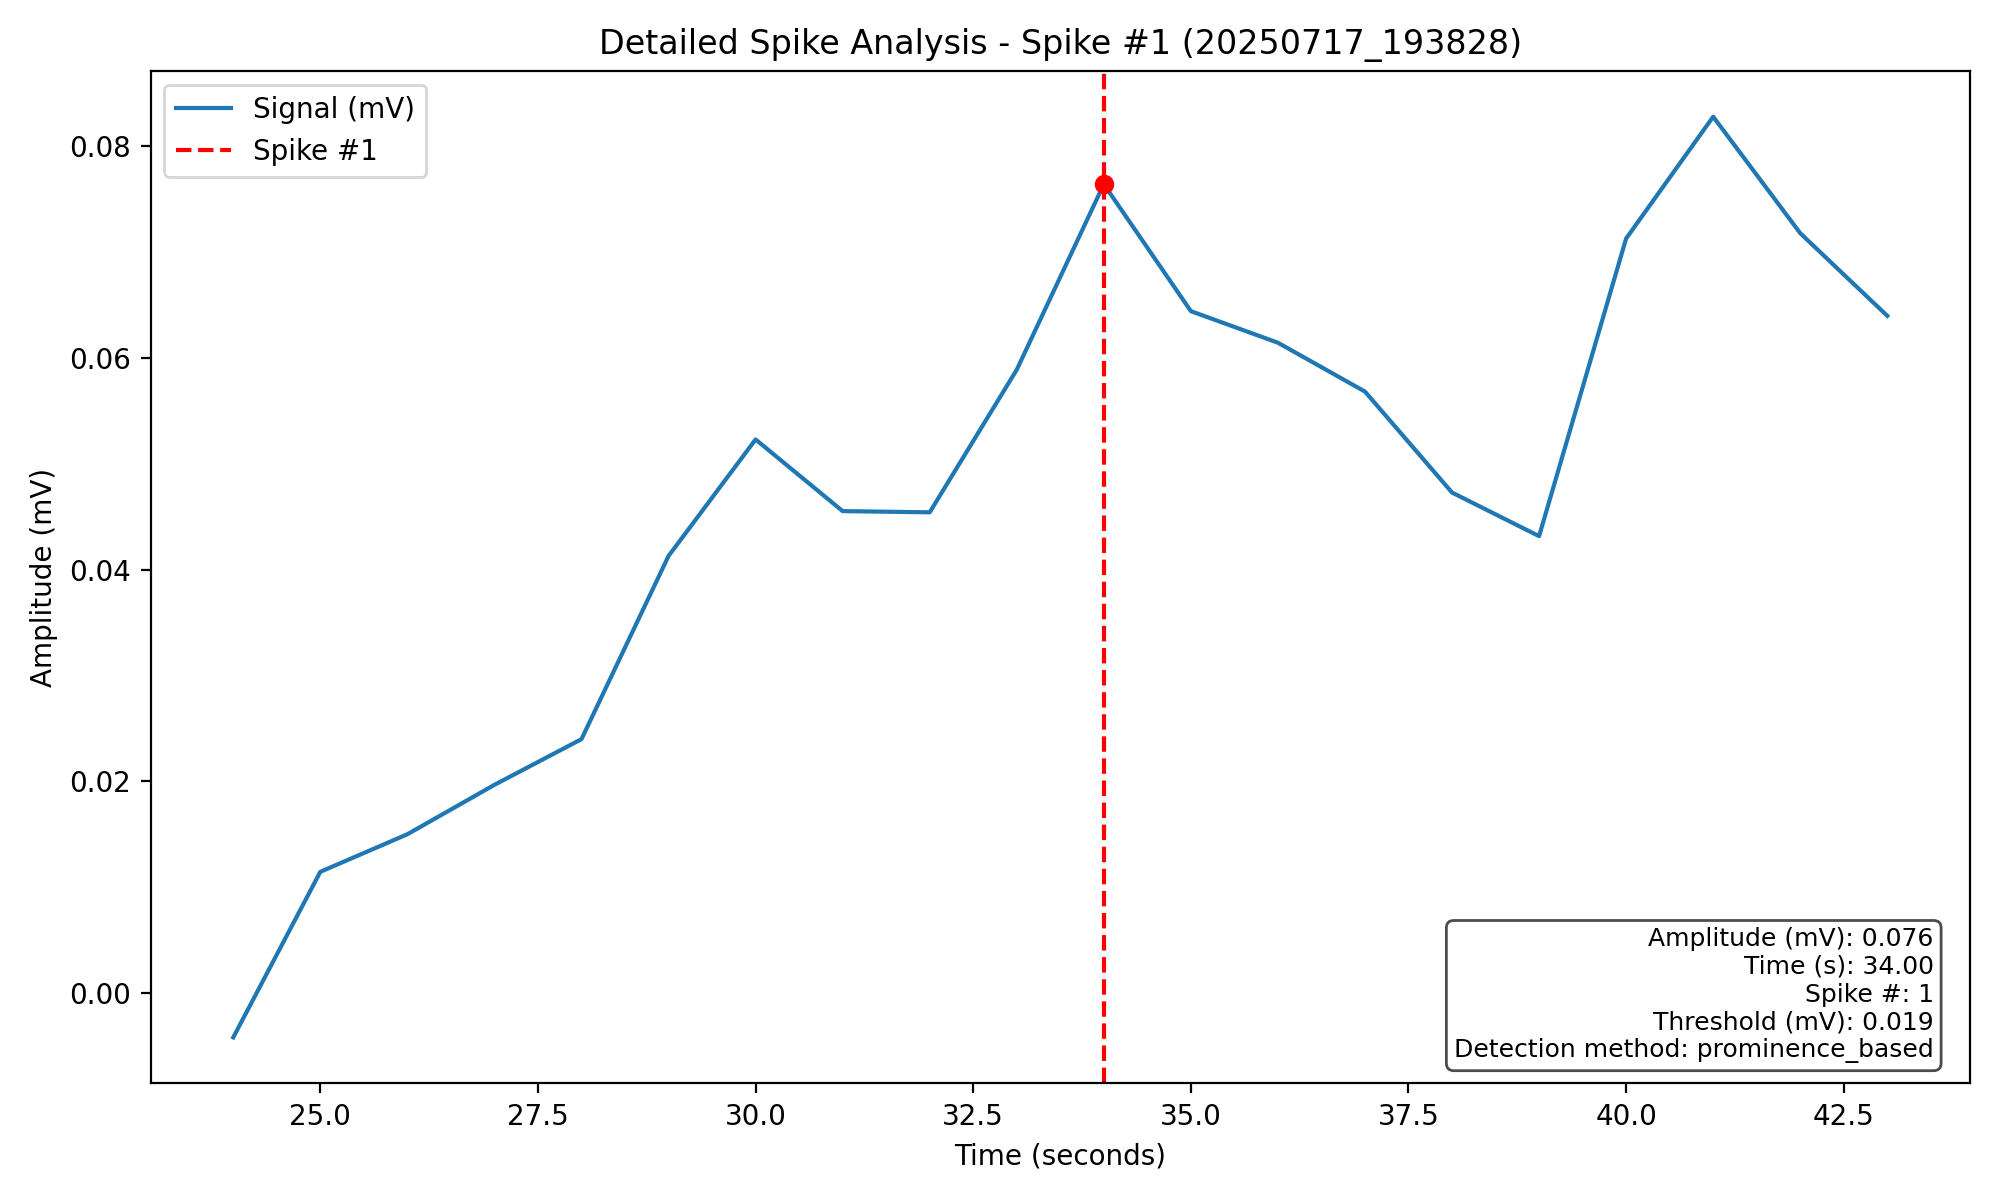 Detailed Spike Analysis - Spike #1 (20250717_193828)
Signal (mV)
Spike #1
0.08
0.06
0.04
0.02
0.00
Amplitude (mV)
Amplitude (mV): 0.076
Time (s): 34.00
Spike #: 1
Threshold (mV): 0.019
Detection method: prominence_based
25.0 27.5 30.0 32.5 35.0 37.5 40.0 42.5
Time (seconds)